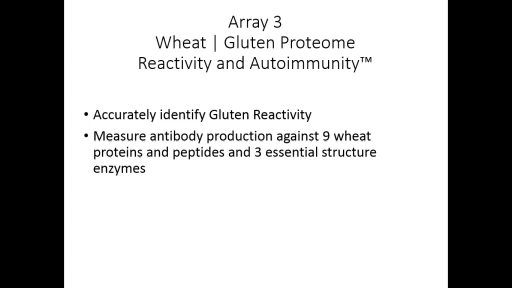 Array 3
Wheat | Gluten Proteome
Reactivity and Autoimmunity™
• Accurately identify Gluten Reactivity
• Measure antibody production against 9 wheat
proteins and peptides and 3 essential structure
enzymes